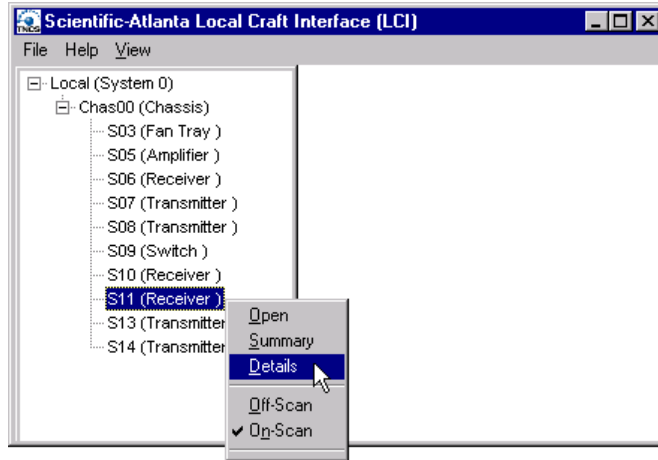 Scientific-Atlanta Local Craft Interface (LCI)
File Help View
Local (System 0)
Chas00 (Chassis)
S03 (Fan Tray )
S05 (Amplifier )
S06 (Receiver )
S07 (Transmitter )
S08 (Transmitter )
S09 (Switch )
S10 (Receiver )
S11 (Receiver )
S13 (Transmitter
S14 (Transmitter
Open
Summary
Details
Off-Scan
On-Scan